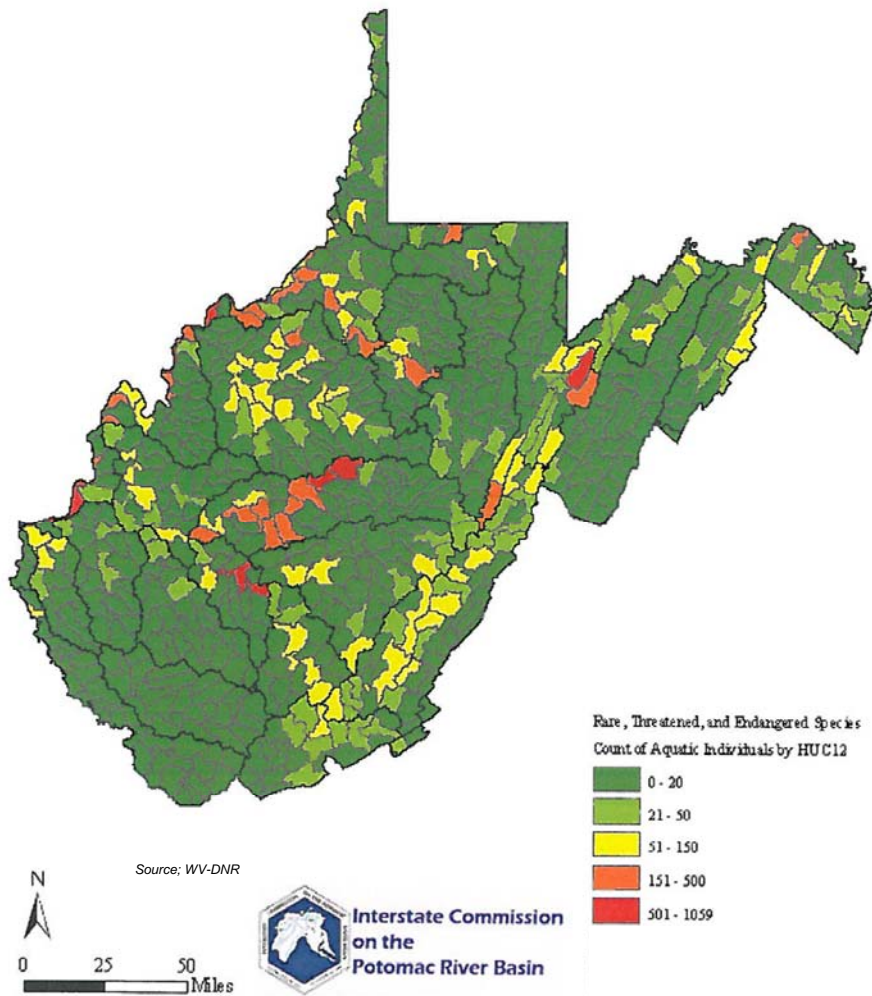 Rare, Threatened, and Endangered Species
Count of Aquatic Individuals by HUC12
0 - 20
21 - 50
51 - 150
151 - 500
501 - 1059
Source; WV-DNR
N
0 25 50
Miles
Interstate Commission
on the
Potomac River Basin